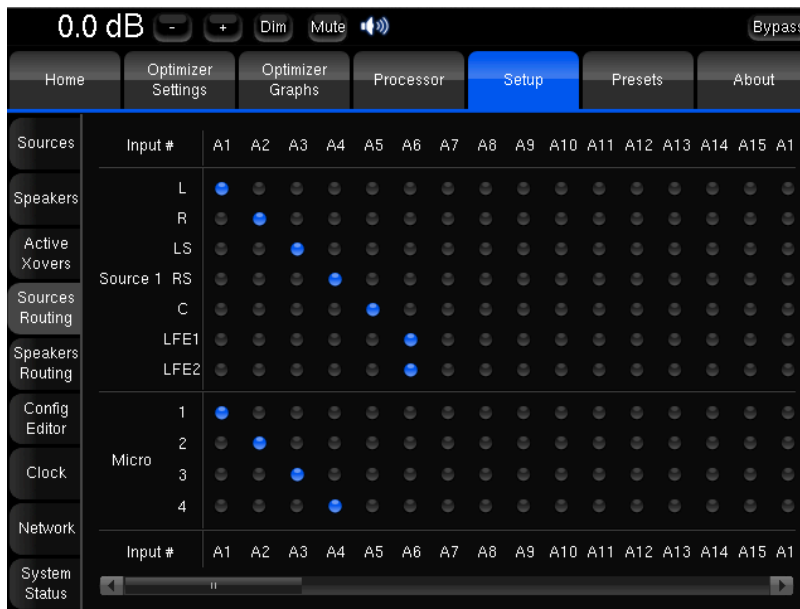 0.0 dB - + Dim Mute Bypass
Home Optimizer Settings Optimizer Graphs Processor Setup Presets About
Sources
Speakers
Active
Xovers
Sources
Routing
Speakers
Routing
Config
Editor
Clock
Network
System
Status
Input # A1 A2 A3 A4 A5 A6 A7 A8 A9 A10 A11 A12 A13 A14 A15 A1
L
R
LS
Source 1 RS
C
LFE1
LFE2
1
2
Micro
3
4
Input # A1 A2 A3 A4 A5 A6 A7 A8 A9 A10 A11 A12 A13 A14 A15 A1